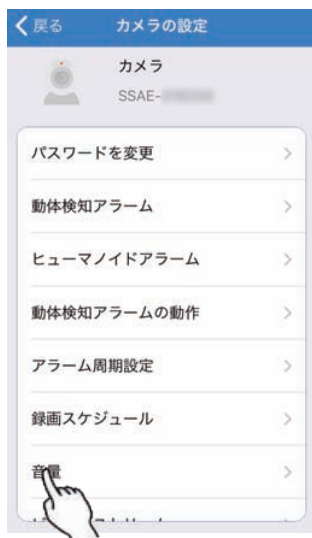 戻る カメラの設定
カメラ
SSAE-
パスワードを変更
動体検知アラーム
ヒューマノイドアラーム
動体検知アラームの動作
アラーム周期設定
録画スケジュール
音量